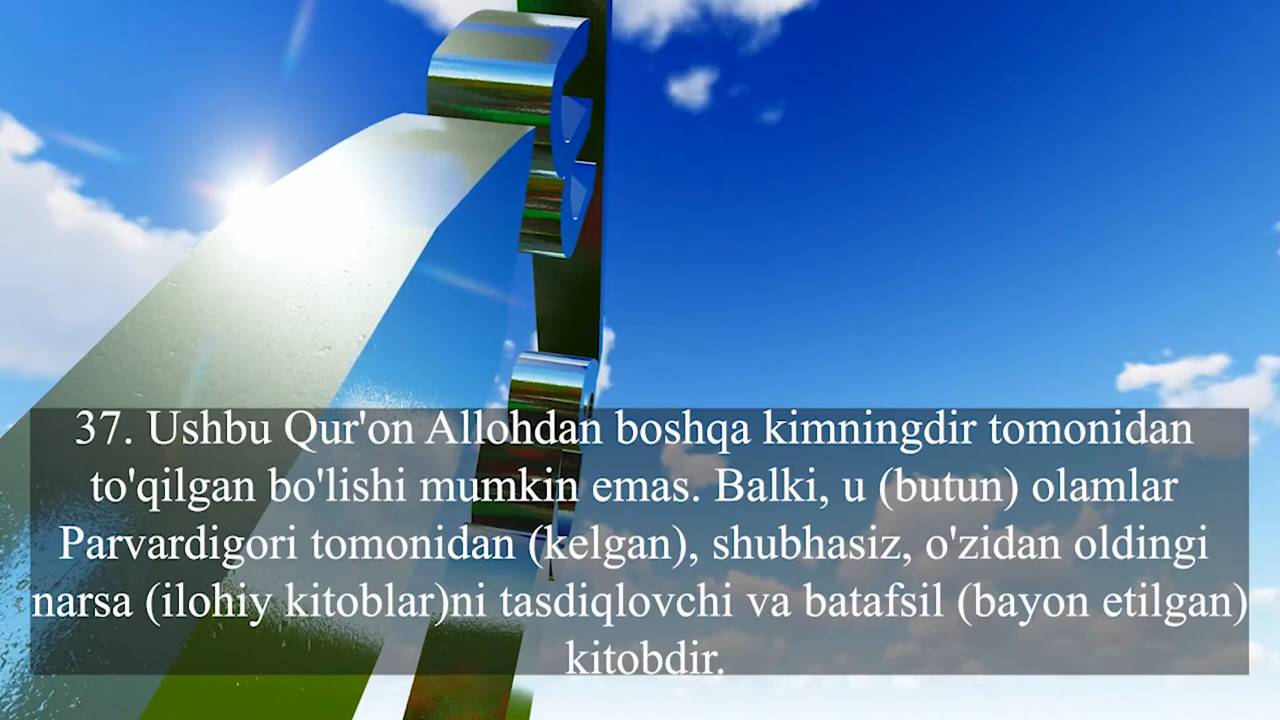 37. Ushbu Qur'on Allohdan boshqa kimningdir tomonidan
to'qilgan bo'lishi mumkin emas. Balki, u (butun) olamlar
Parvardigori tomonidan (kelgan), shubhasiz, o'zidan oldingi
narsa (ilohiy kitoblar)ni tasdiqlovchi va batafsil (bayon etilgan)
kitobdir.